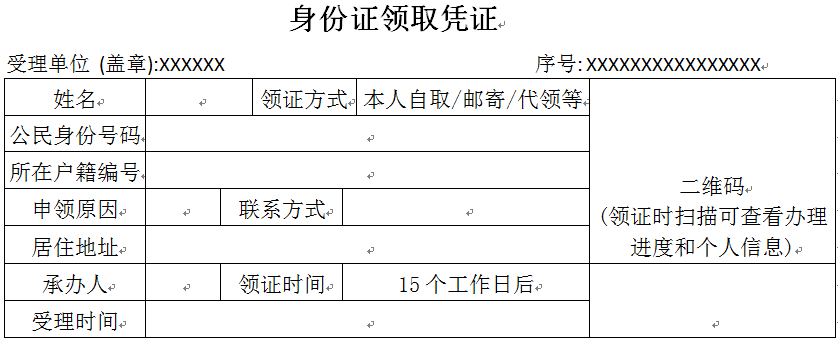 身份证领取凭证
受理单位 (盖章):XXXXXX 序号: XXXXXXXXXXXXXXXX
姓名 领证方式 本人自取/邮寄/代领等
公民身份号码
所在户籍编号
二维码
(领证时扫描可查看办理
进度和个人信息)
申领原因 联系方式
居住地址
承办人 领证时间 15 个工作日后
受理时间